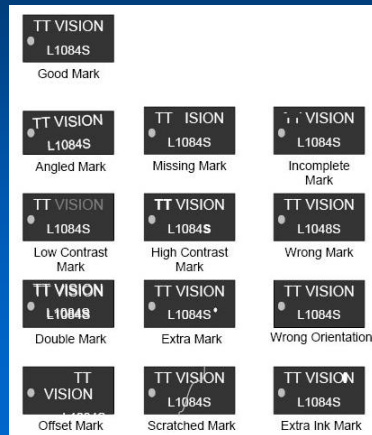 TT VISION
L1084S
Good Mark
TT VISION
L1084S
Angled Mark
TT ISION
L1084S
Missing Mark
VISION
L1084S
Incomplete
Mark
TT VISION
L1084S
Low Contrast
Mark
TT VISION
L1084S
High Contrast
Mark
TT VISION
L1048S
Wrong Mark
TT VISION
L1084S
Double Mark
TT VISION
L1084S
Extra Mark
TT VISION
L1084S
Wrong Orientation
TT
VISION
Offset Mark
TT VISION
L1084S
Scratched Mark
TT VISION
L1084S
Extra Ink Mark